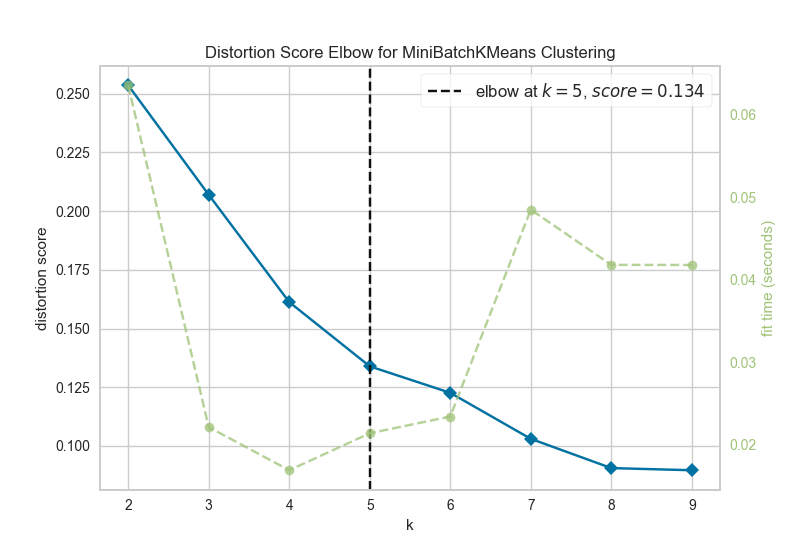 Distortion Score Elbow for MiniBatchKMeans Clustering
elbow at k = 5, score = 0.134
distortion score
0.250
0.225
0.200
0.175
0.150
0.125
0.100
0.06
0.05
0.04
0.03
0.02
fit time (seconds)
2 3 4 5 6 7 8 9
k